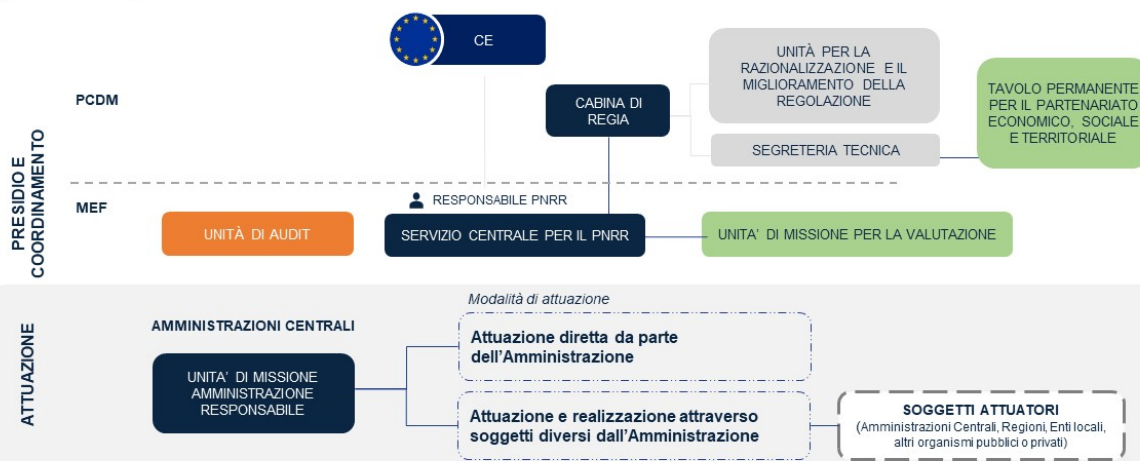 CE
UNITÀ PER LA
RAZIONALIZZAZIONE E IL
MIGLIORAMENTO DELLA
REGOLAZIONE
TAVOLO PERMANENTE
PER IL PARTENARIATO
ECONOMICO, SOCIALE
E TERRITORIALE
PCDM
CABINA DI
REGIA
SEGRETERIA TECNICA
PRESIDIO E
COORDINAMENTO
MEF
RESPONSABILE PNRR
UNITÀ DI AUDIT
SERVIZIO CENTRALE PER IL PNRR
UNITA' DI MISSIONE PER LA VALUTAZIONE
ATTUAZIONE
Modalità di attuazione
AMMINISTRAZIONI CENTRALI
Attuazione diretta da parte
dell'Amministrazione
UNITA' DI MISSIONE
AMMINISTRAZIONE
RESPONSABILE
Attuazione e realizzazione attraverso
soggetti diversi dall'Amministrazione
SOGGETTI ATTUATORI
(Amministrazioni Centrali, Regioni, Enti locali,
altri organismi pubblici o privati)